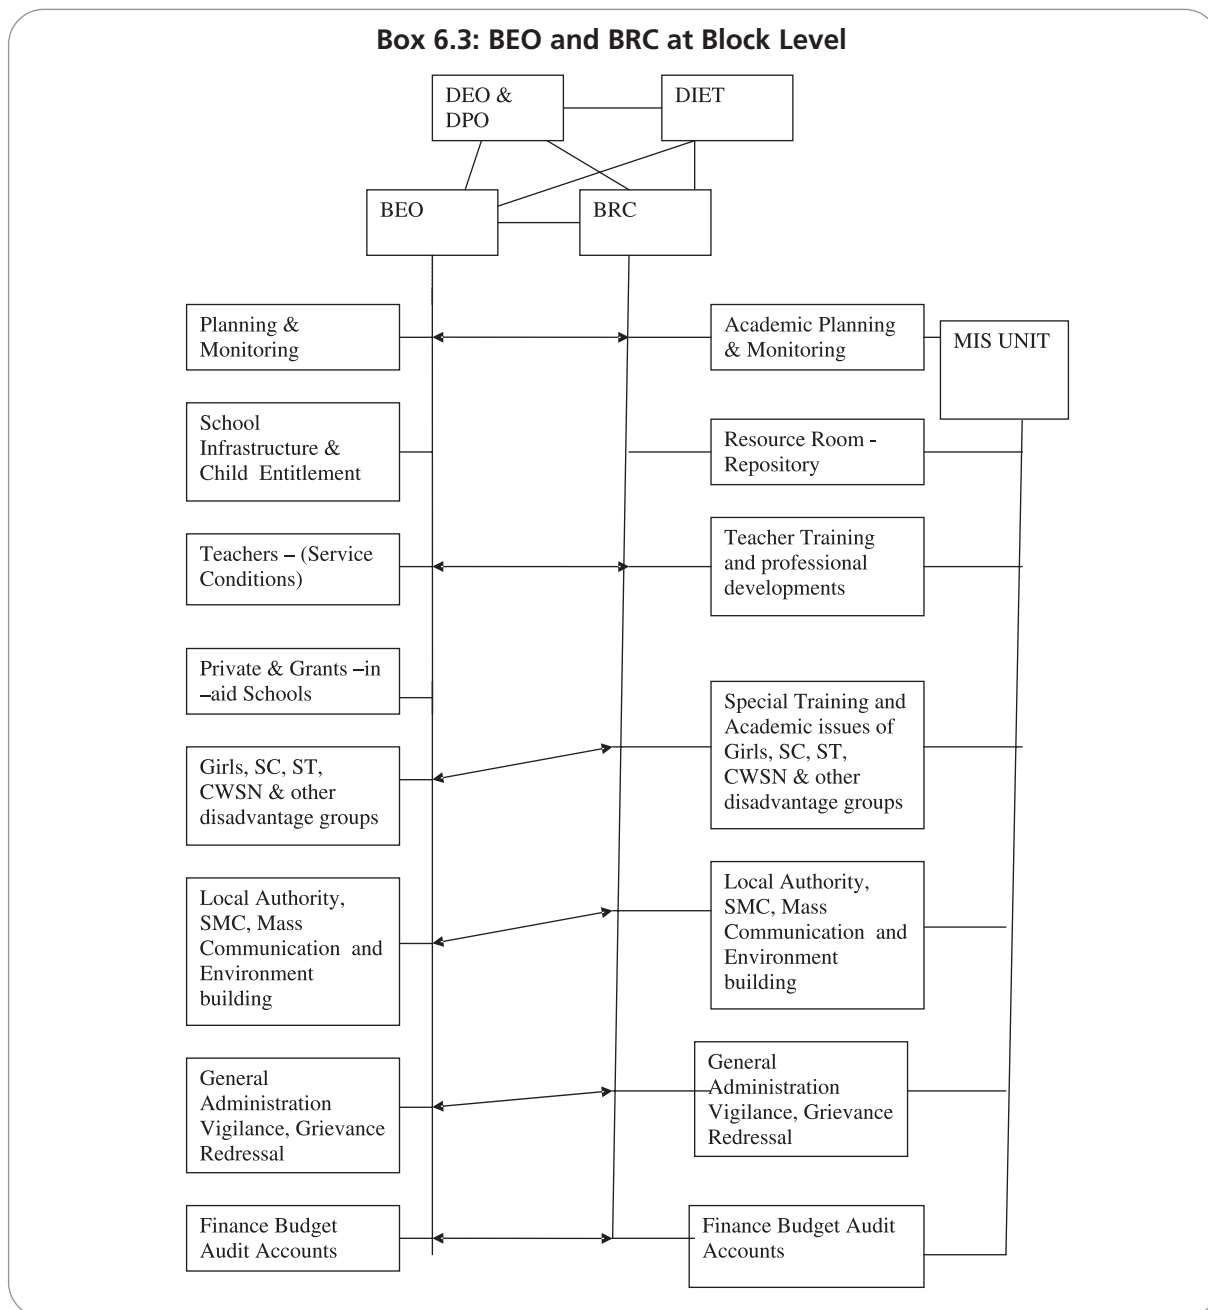 Box 6.3: BEO and BRC at Block Level
DEO &
DPO
DIET
BEO
BRC
Planning &
Monitoring
Academic Planning
& Monitoring
MIS UNIT
School
Infrastructure &
Child Entitlement
Resource Room -
Repository
Teachers – (Service
Conditions)
Teacher Training
and professional
developments
Private & Grants –in
–aid Schools
Special Training and
Academic issues of
Girls, SC, ST,
CWSN & other
disadvantage groups
Girls, SC, ST,
CWSN & other
disadvantage groups
Local Authority,
SMC, Mass
Communication and
Environment
building
Local Authority,
SMC, Mass
Communication and
Environment
building
General
Administration
Vigilance, Grievance
Redressal
General
Administration
Vigilance, Grievance
Redressal
Finance Budget
Audit Accounts
Finance Budget Audit
Accounts